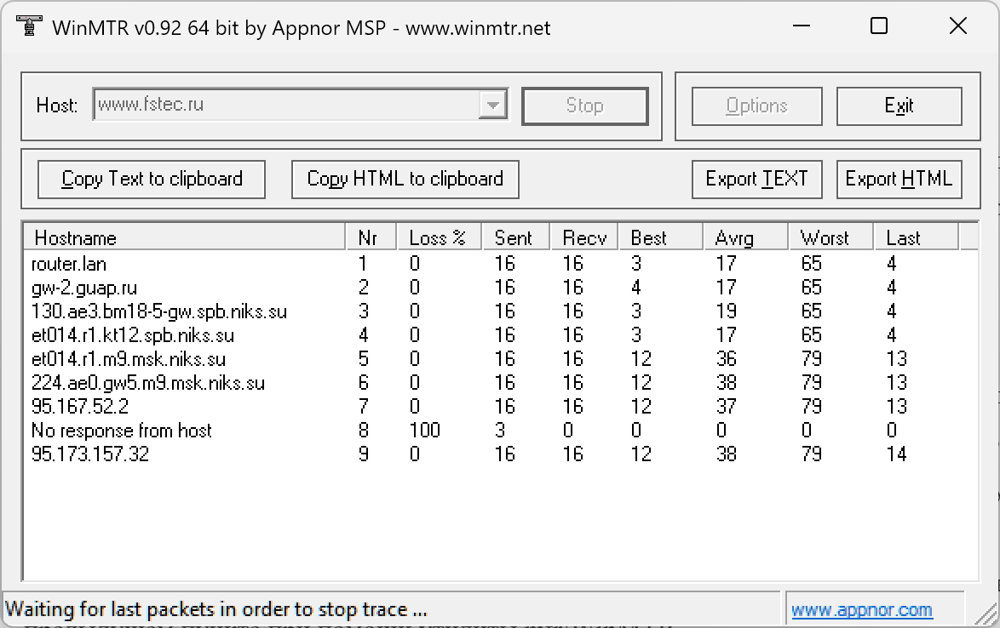 WinMTR v0.92 64 bit by Appnor MSP - www.winmtr.net
Host: www.fstec.ru Stop Options Exit
Copy Text to clipboard Copy HTML to clipboard Export TEXT Export HTML
Hostname Nr Loss % Sent Recv Best Avrg Worst Last
router.lan 1 0 16 16 3 17 65 4
gw-2.guap.ru 2 0 16 16 4 17 65 4
130.ae3.bm18-5-gw.spb.niks.su 3 0 16 16 3 19 65 4
et014.r1.kt12.spb.niks.su 4 0 16 16 3 17 65 4
et014.r1.m9.msk.niks.su 5 0 16 16 12 36 79 13
224.ae0.gw5.m9.msk.niks.su 6 0 16 16 12 38 79 13
95.167.52.2 7 0 16 16 12 37 79 13
No response from host 8 100 3 0 0 0 0 0
95.173.157.32 9 0 16 16 12 38 79 14
Waiting for last packets in order to stop trace ... www.appnor.com